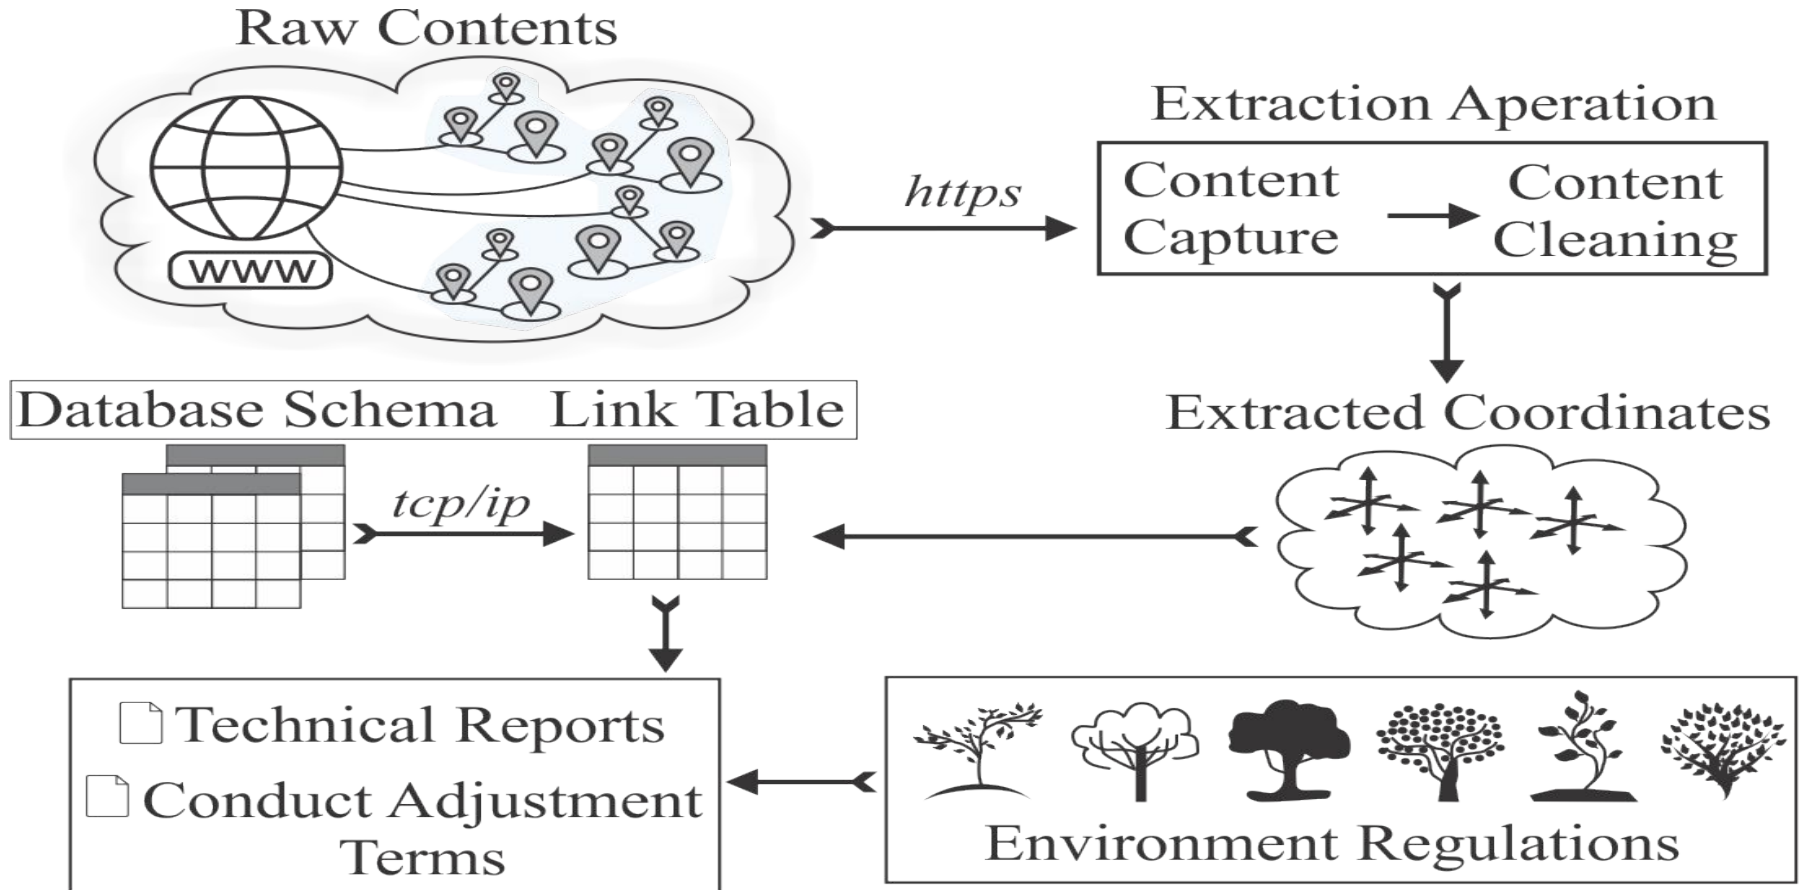 Raw Contents
WWW
https
Extraction Aperation
Content Capture
Content Cleaning
Database Schema
Link Table
tcp/ip
Extracted Coordinates
Technical Reports
Conduct Adjustment
Terms
Environment Regulations